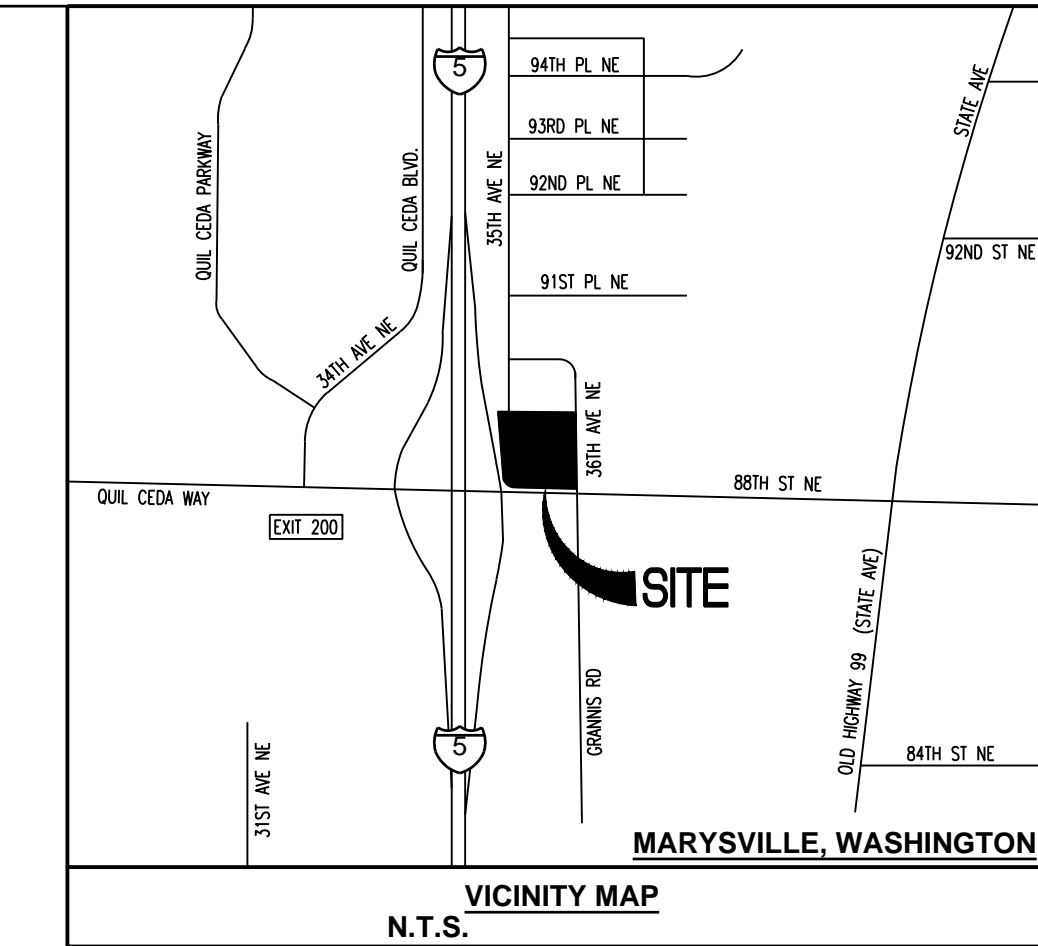 5
94TH PL NE
STATE AVE
93RD PL NE
QUIL CEDA PARKWAY
QUIL CEDA BLVD.
35TH AVE NE
92ND PL NE
92ND ST NE
91ST PL NE
34TH AVE NE
36TH AVE NE
88TH ST NE
QUIL CEDA WAY
EXIT 200
SITE
OLD HIGHWAY 99 (STATE AVE)
GRANNIS RD
5
31ST AVE NE
84TH ST NE
MARYSVILLE, WASHINGTON
VICINITY MAP
N.T.S.